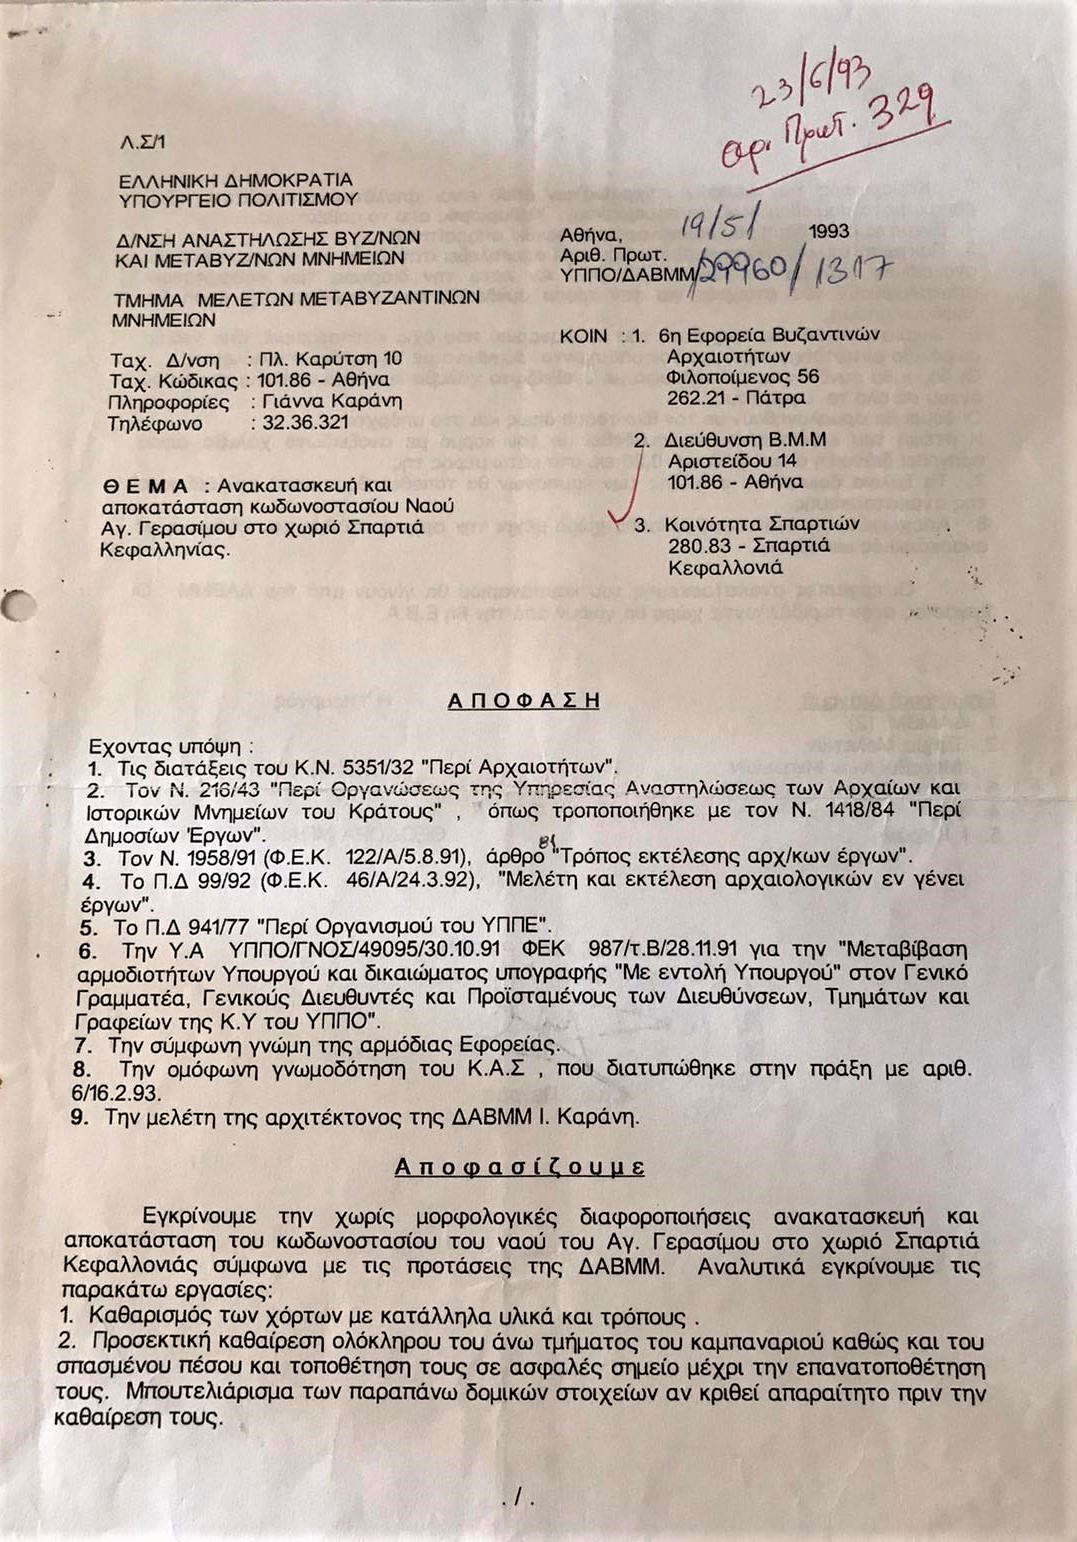 23/6/93
αρ. Πρωτ. 329
Λ.Σ/1
ΕΛΛΗΝΙΚΗ ΔΗΜΟΚΡΑΤΙΑ
ΥΠΟΥΡΓΕΙΟ ΠΟΛΙΤΙΣΜΟΥ
Δ/ΝΣΗ ΑΝΑΣΤΗΛΩΣΗΣ ΒΥΖ/ΝΩΝ
ΚΑΙ ΜΕΤΑΒΥΖ/ΝΩΝ ΜΝΗΜΕΙΩΝ
ΤΜΗΜΑ ΜΕΛΕΤΩΝ ΜΕΤΑΒΥΖΑΝΤΙΝΩΝ
ΜΝΗΜΕΙΩΝ
Ταχ. Δ/νση : Πλ. Καρύτση 10
Ταχ. Κώδικας : 101.86 - Αθήνα
Πληροφορίες : Γιάννα Καράνη
Τηλέφωνο : 32.36.321
Θ Ε Μ Α : Ανακατασκευή και
αποκατάσταση κωδωνοστασίου Ναού
Αγ. Γερασίμου στο χωριό Σπαρτιά
Κεφαλληνίας.
Αθήνα, 19/5/ 1993
Αριθ. Πρωτ.
ΥΠΠΟ/ΔΑΒΜΜ/29960/1317
ΚΟΙΝ : 1. 6η Εφορεία Βυζαντινών
Αρχαιοτήτων
Φιλοποίμενος 56
262.21 - Πάτρα
2. Διεύθυνση Β.Μ.Μ
Αριστείδου 14
101.86 - Αθήνα
3. Κοινότητα Σπαρτιών
280.83 - Σπαρτιά
Κεφαλλονιά
Α Π Ο Φ Α Σ Η
Εχοντας υπόψη :
1. Τις διατάξεις του Κ.Ν. 5351/32 "Περί Αρχαιοτήτων".
2. Τον Ν. 216/43 "Περί Οργανώσεως της Υπηρεσίας Αναστηλώσεως των Αρχαίων και
Ιστορικών Μνημείων του Κράτους" , όπως τροποποιήθηκε με τον Ν. 1418/84 "Περί
Δημοσίων Έργων".
3. Τον Ν. 1958/91 (Φ.Ε.Κ. 122/Α/5.8.91), άρθρο "Τρόπος εκτέλεσης αρχ/κων έργων".
4. Το Π.Δ 99/92 (Φ.Ε.Κ. 46/Α/24.3.92), "Μελέτη και εκτέλεση αρχαιολογικών εν γένει
έργων".
5. Το Π.Δ 941/77 "Περί Οργανισμού του ΥΠΠΕ".
6. Την Υ.Α ΥΠΠΟ/ΓΝΟΣ/49095/30.10.91 ΦΕΚ 987/τ.Β/28.11.91 για την "Μεταβίβαση
αρμοδιοτήτων Υπουργού και δικαιώματος υπογραφής "Με εντολή Υπουργού" στον Γενικό
Γραμματέα, Γενικούς Διευθυντές και Προϊσταμένους των Διευθύνσεων, Τμημάτων και
Γραφείων της Κ.Υ του ΥΠΠΟ".
7. Την σύμφωνη γνώμη της αρμόδιας Εφορείας.
8. Την ομόφωνη γνωμοδότηση του Κ.Α.Σ , που διατυπώθηκε στην πράξη με αριθ.
6/16.2.93.
9. Την μελέτη της αρχιτέκτονος της ΔΑΒΜΜ Ι. Καράνη.
Α π ο φ α σ ί ζ ο υ μ ε
Εγκρίνουμε την χωρίς μορφολογικές διαφοροποιήσεις ανακατασκευή και
αποκατάσταση του κωδωνοστασίου του ναού του Αγ. Γερασίμου στο χωριό Σπαρτιά
Κεφαλλονιάς σύμφωνα με τις προτάσεις της ΔΑΒΜΜ. Αναλυτικά εγκρίνουμε τις
παρακάτω εργασίες:
1. Καθαρισμός των χόρτων με κατάλληλα υλικά και τρόπους .
2. Προσεκτική καθαίρεση ολόκληρου του άνω τμήματος του καμπαναριού καθώς και του
σπασμένου πέσου και τοποθέτηση τους σε ασφαλές σημείο μέχρι την επανατοποθέτηση
τους. Μπουτελιάρισμα των παραπάνω δομικών στοιχείων αν κριθεί απαραίτητο πριν την
καθαίρεση τους.
. / .